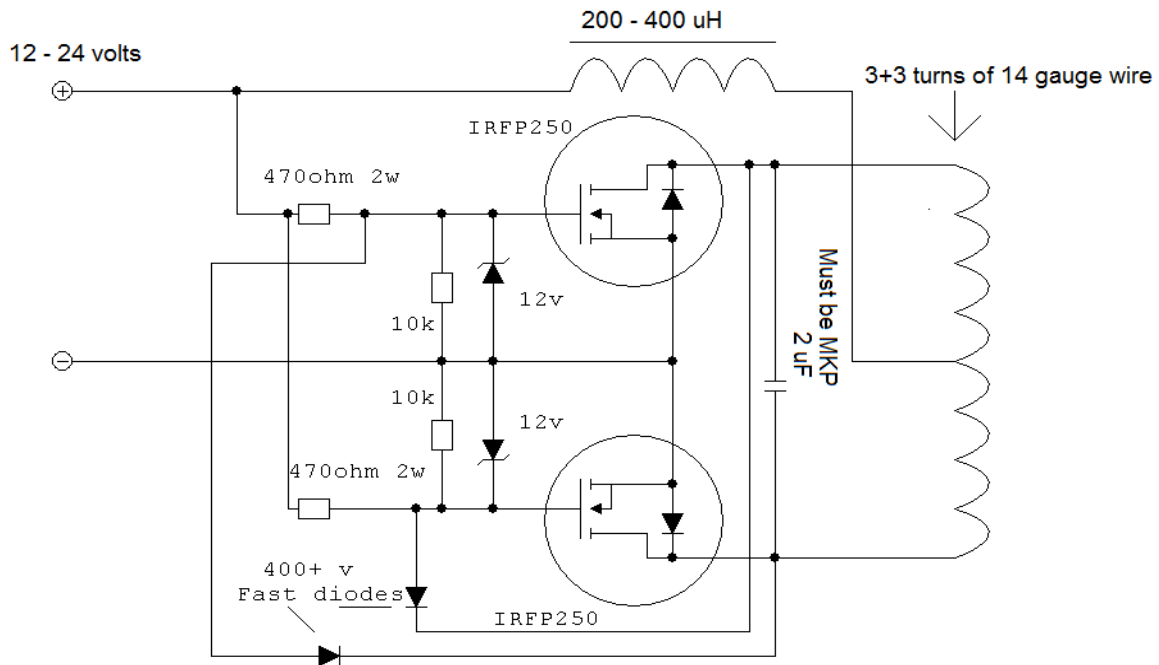 200 - 400 uH
12 - 24 volts
3+3 turns of 14 gauge wire
IRFP250
470ohm 2w
12v
10k
Must be MKP
2 uF
10k
12v
470ohm 2w
400+ v
Fast diodes
IRFP250